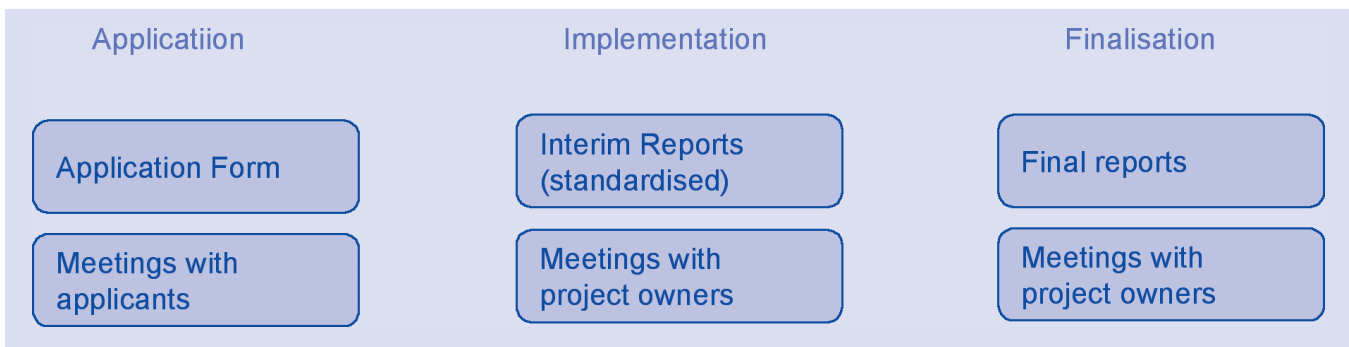 Applicatiion
Implementation
Finalisation
Application Form
Interim Reports
(standardised)
Final reports
Meetings with
applicants
Meetings with
project owners
Meetings with
project owners